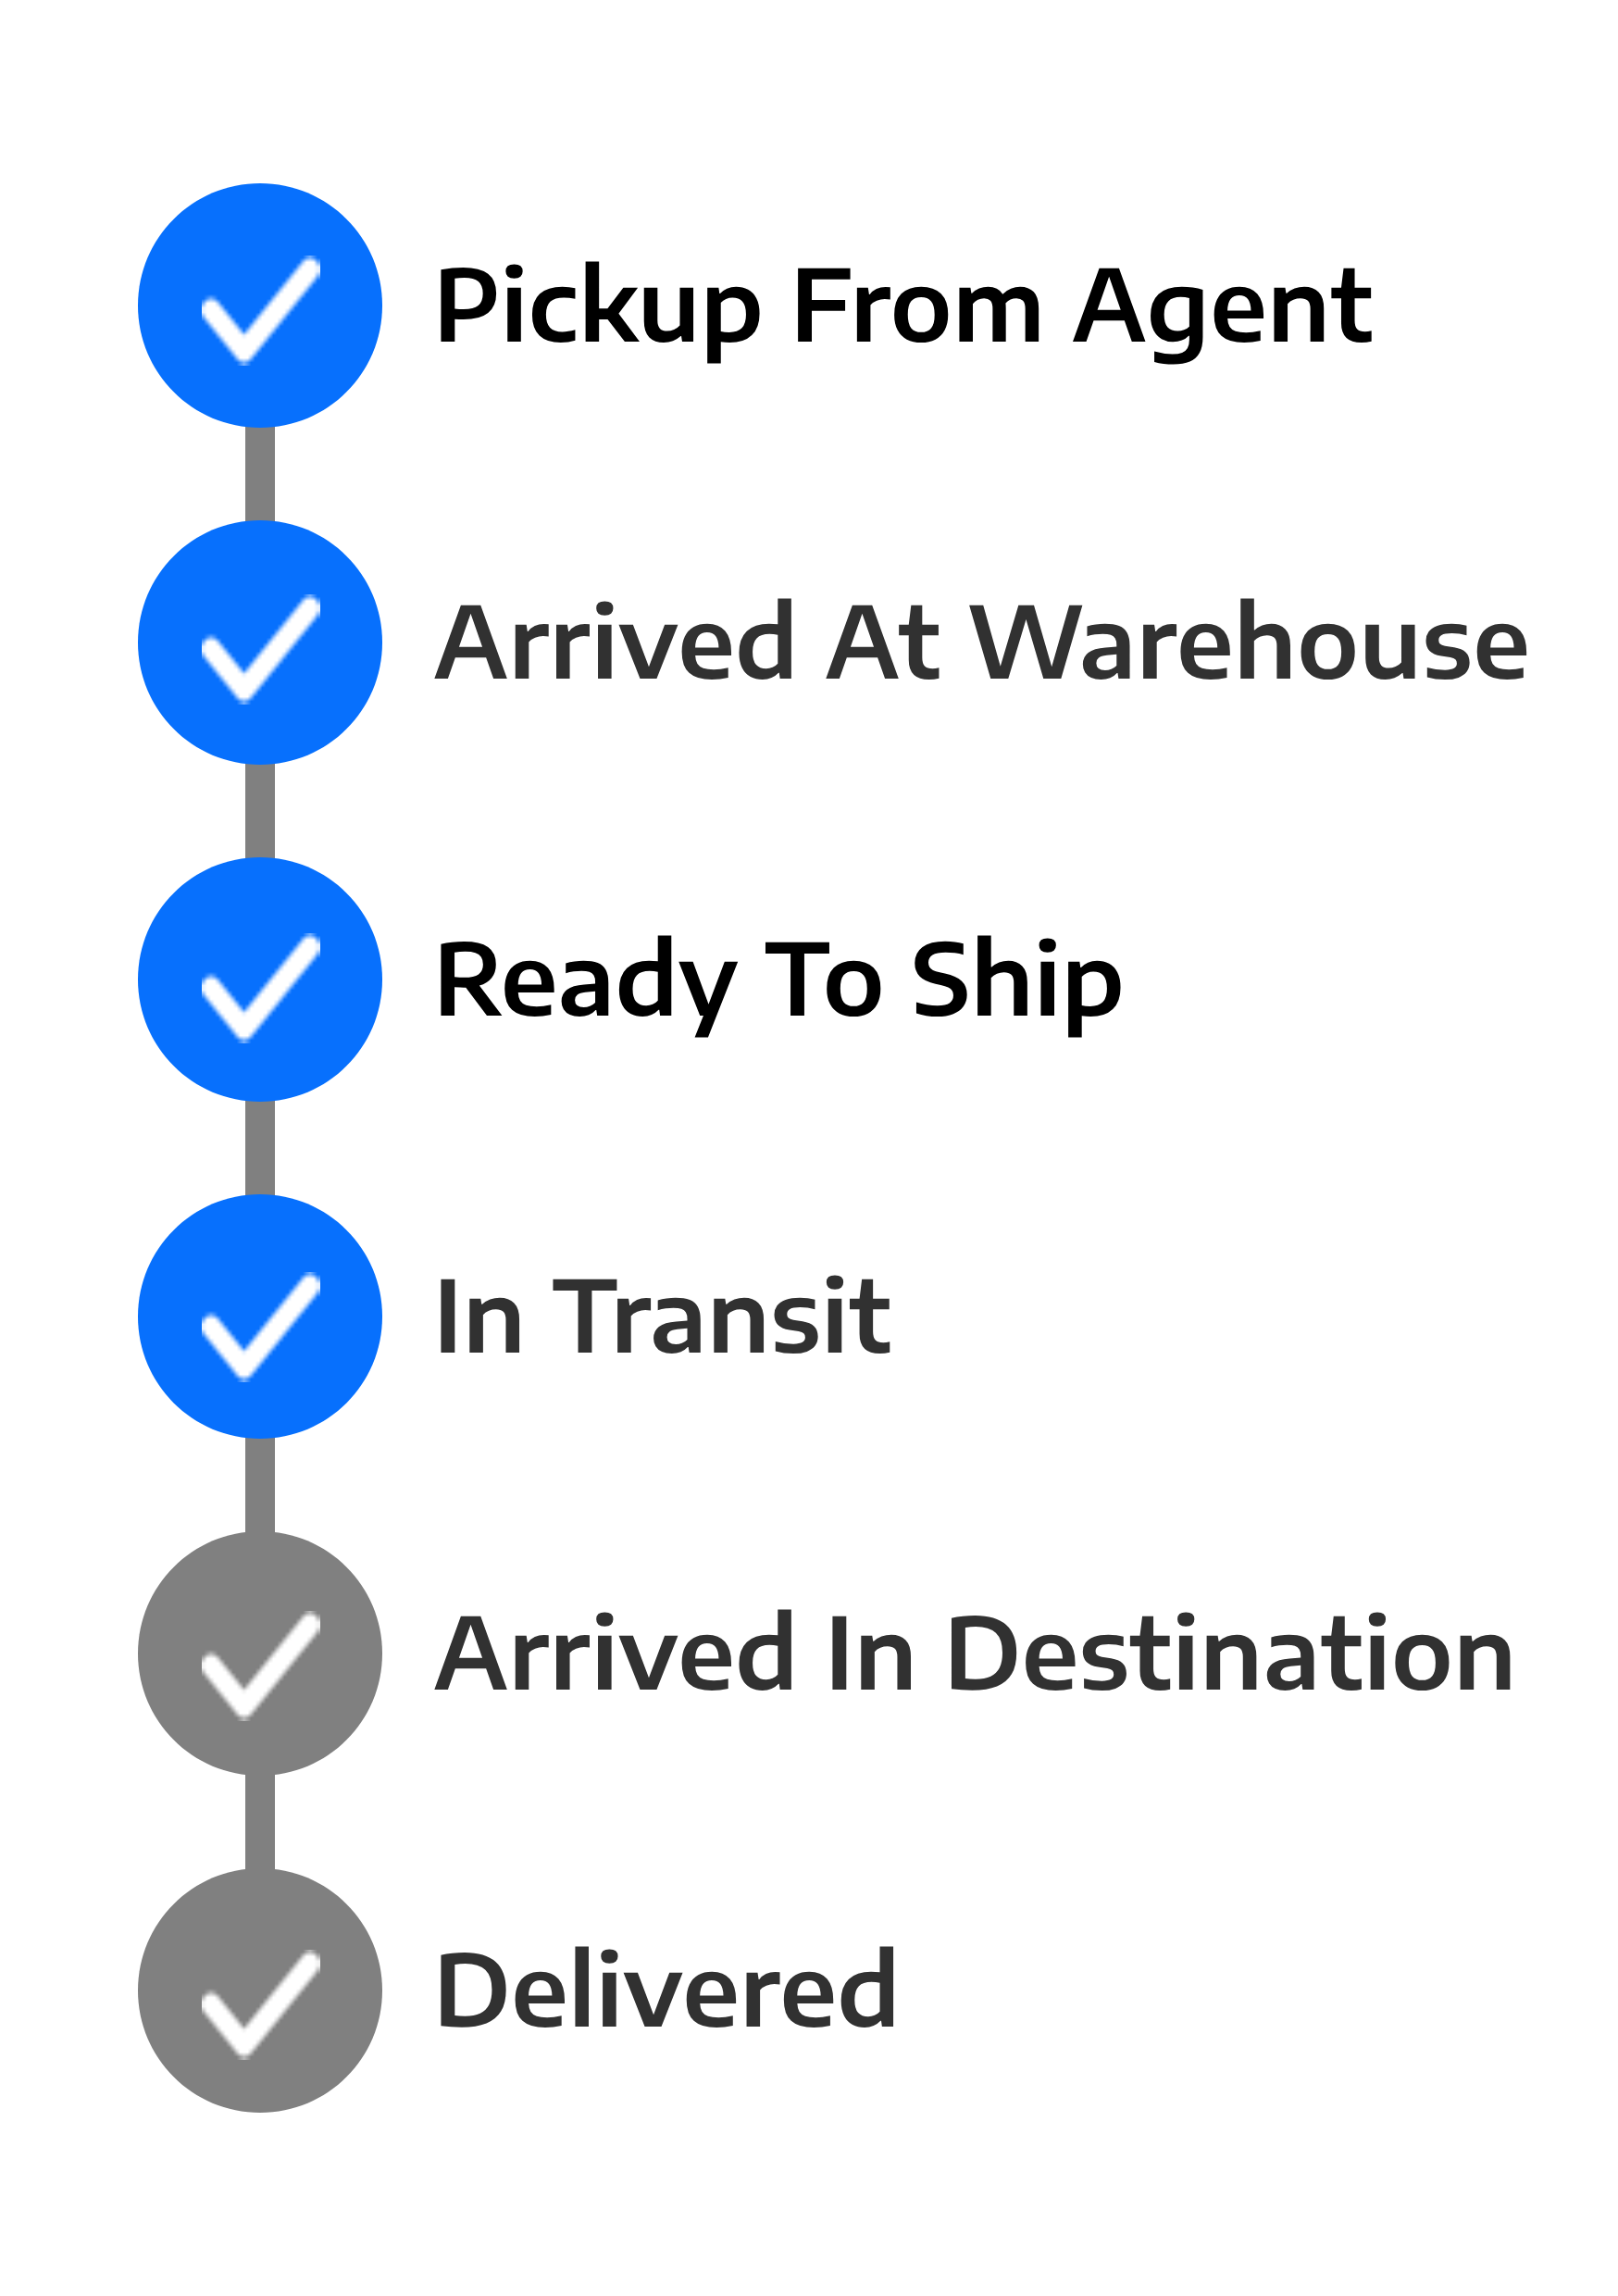 Pickup From Agent
Arrived At Warehouse
Ready To Ship
In Transit
Arrived In Destination
Delivered